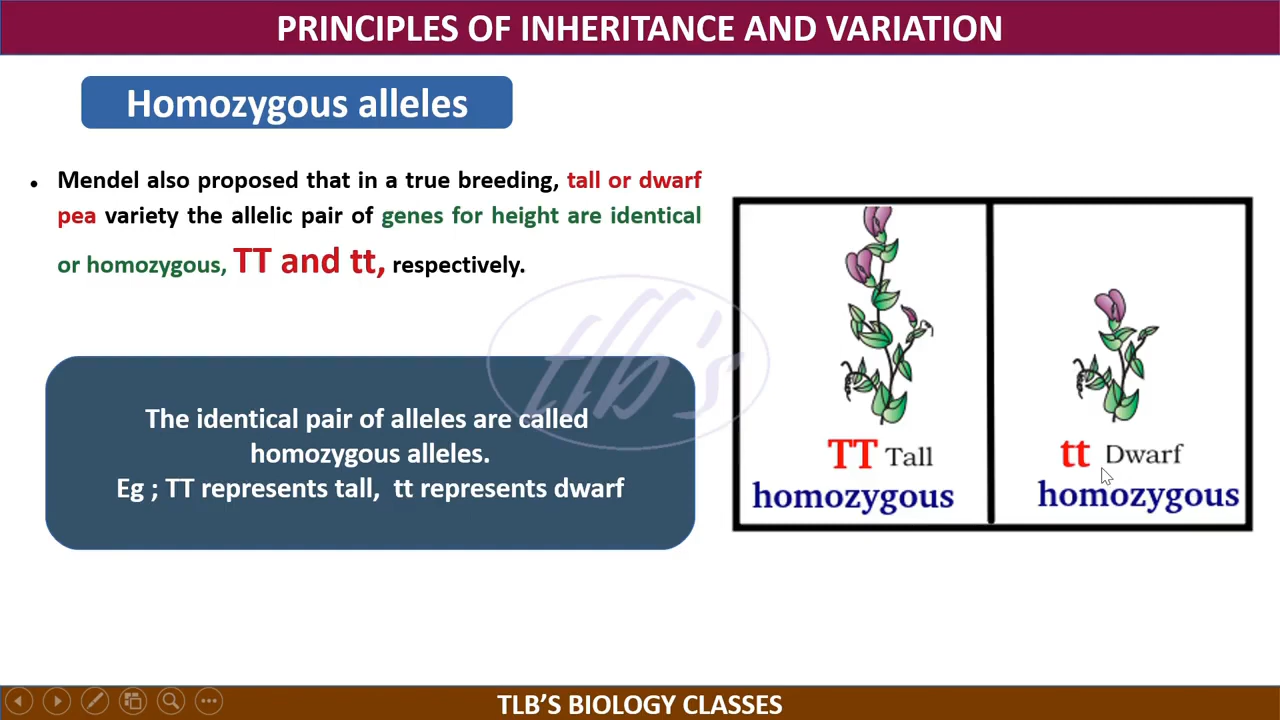 PRINCIPLES OF INHERITANCE AND VARIATION
Homozygous alleles
• Mendel also proposed that in a true breeding, tall or dwarf
pea variety the allelic pair of genes for height are identical
or homozygous, TT and tt, respectively.
tlb's
The identical pair of alleles are called
homozygous alleles.
Eg ; TT represents tall, tt represents dwarf
TT Tall
homozygous
tt Dwarf
homozygous
TLB’S BIOLOGY CLASSES